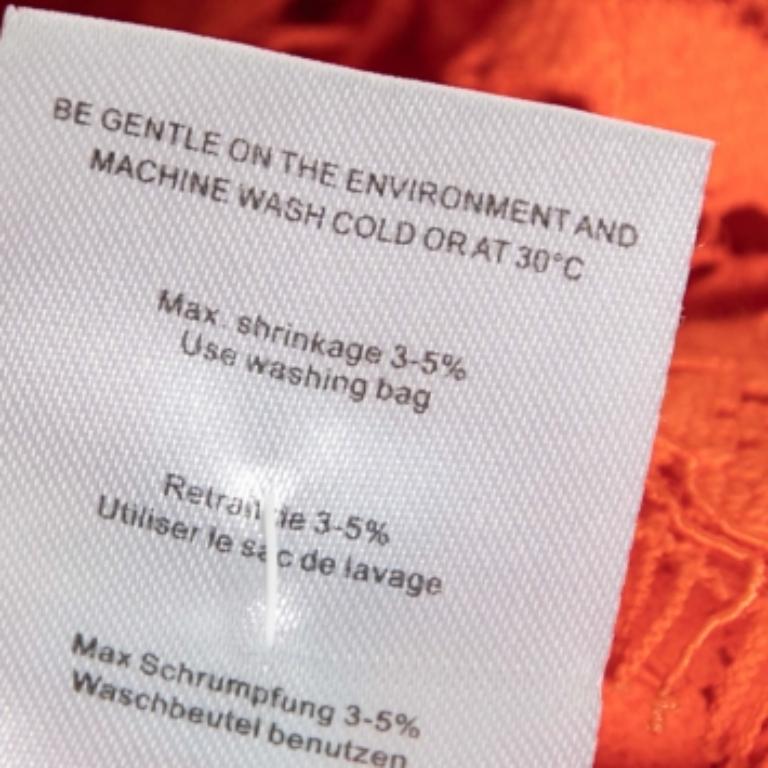 BE GENTLE ON THE ENVIRONMENT AND
MACHINE WASH COLD OR AT 30°C
Max. shrinkage 3-5%
Use washing bag
Retrait de 3-5%
Utiliser le sac de lavage
Max Schrumpfung 3-5%
Waschbeutel benutzen